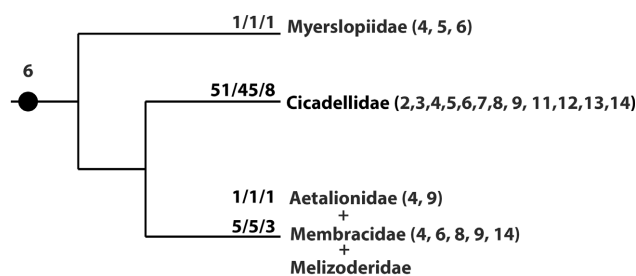 1/1/1 Myerslopiidae (4, 5, 6)
6
51/45/8 Cicadellidae (2,3,4,5,6,7,8, 9, 11,12,13,14)
1/1/1 Aetalionidae (4, 9)
+
5/5/3 Membracidae (4, 6, 8, 9, 14)
+
Melizoderidae